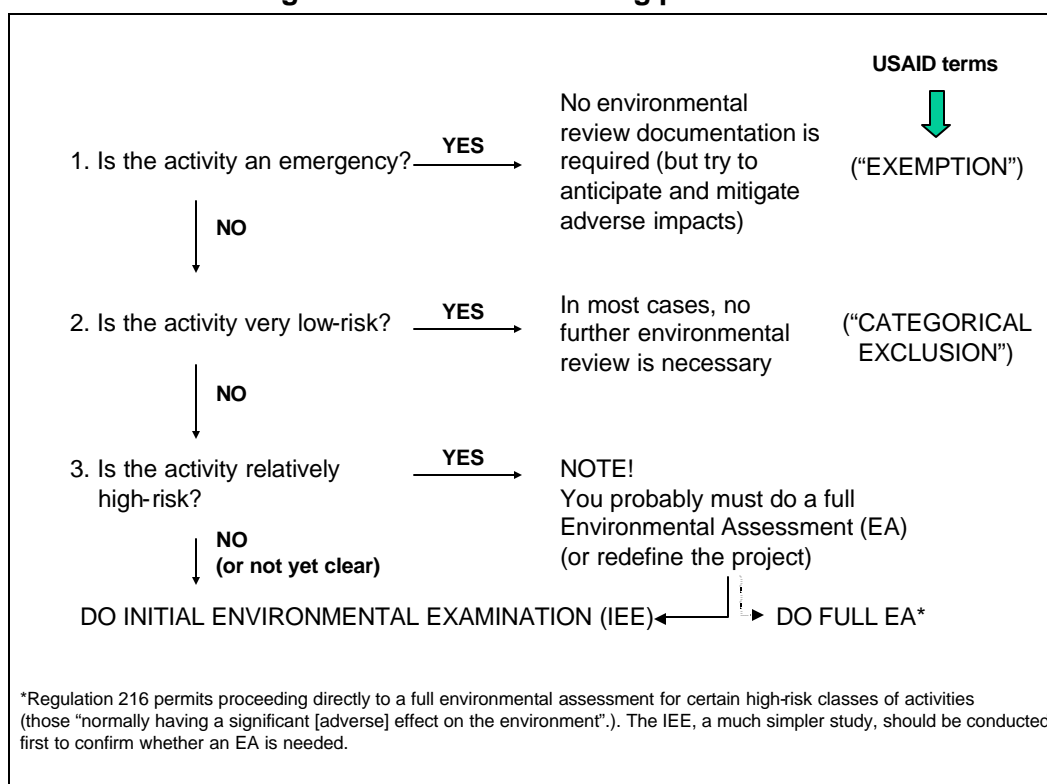 USAID terms
1. Is the activity an emergency?
YES
No environmental
review documentation is
required (but try to
anticipate and mitigate
adverse impacts)
(“EXEMPTION”)
NO
2. Is the activity very low-risk?
YES
In most cases, no
further environmental
review is necessary
(“CATEGORICAL
EXCLUSION”)
NO
3. Is the activity relatively
high-risk?
YES
NOTE!
You probably must do a full
Environmental Assessment (EA)
(or redefine the project)
NO
(or not yet clear)
DO INITIAL ENVIRONMENTAL EXAMINATION (IEE)
DO FULL EA*
*Regulation 216 permits proceeding directly to a full environmental assessment for certain high-risk classes of activities
(those “normally having a significant [adverse] effect on the environment”.). The IEE, a much simpler study, should be conducted
first to confirm whether an EA is needed.